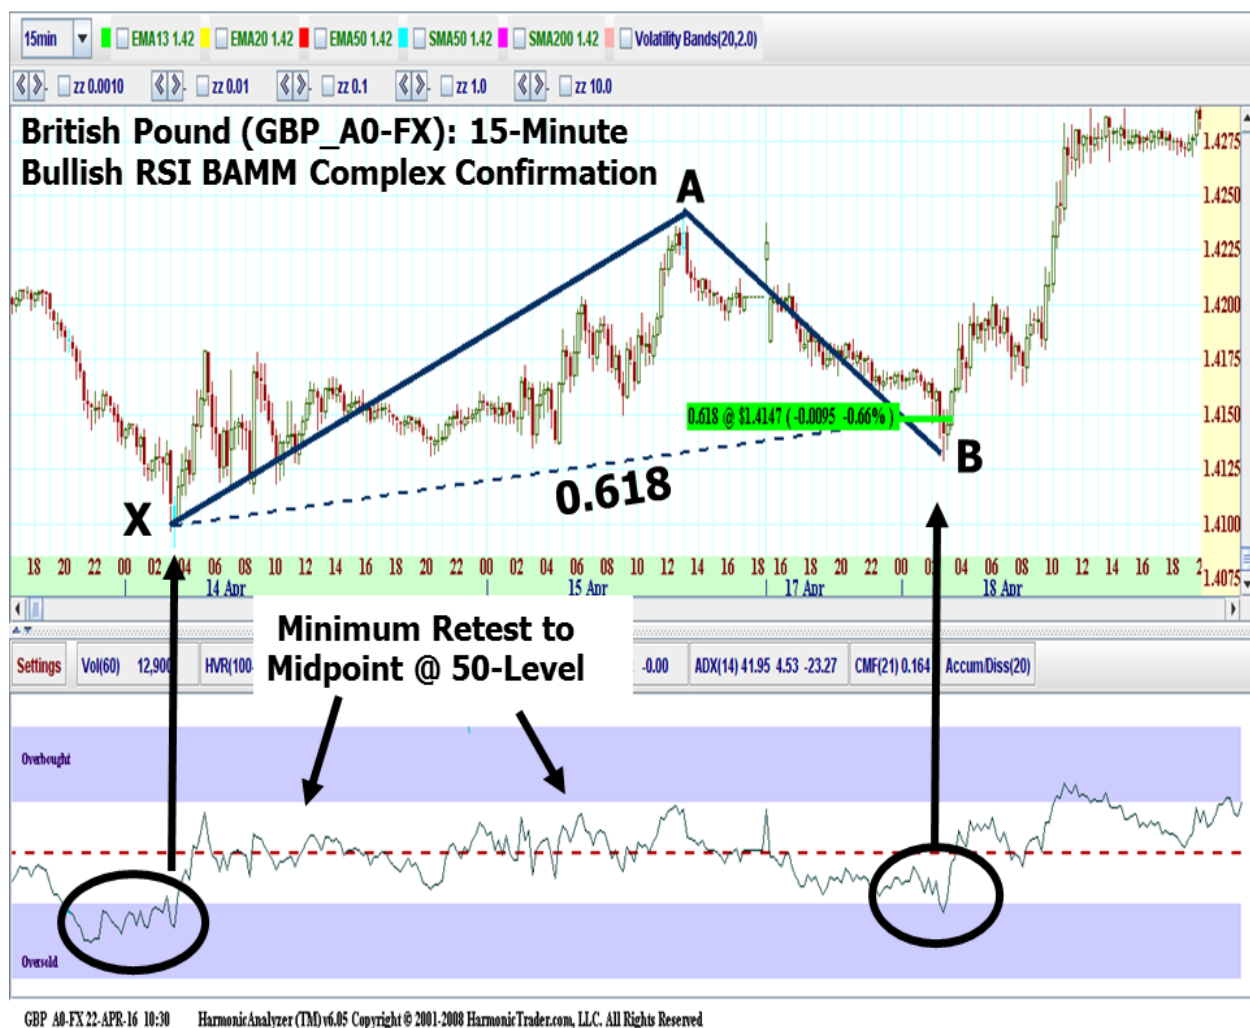 15min EMA13 1.42 EMA20 1.42 EMA50 1.42 SMA50 1.42 SMA200 1.42 Volatility Bands(20,2.0)
zz 0.0010 zz 0.01 zz 0.1 zz 1.0 zz 10.0
British Pound (GBP_A0-FX): 15-Minute
Bullish RSI BAMM Complex Confirmation
A
1.4275
1.4250
1.4225
1.4200
1.4175
0.618 @ $1.4147 ( -0.0095 -0.66% )
1.4150
B
1.4125
0.618
X
1.4100
1.4075
18 20 22 00 02 04 06 08 10 12 14 16 18 20 22 00 02 04 06 08 10 12 14 16 18 16 20 22 00 04 06 08 10 12 14 16 18
14 Apr 15 Apr 17 Apr 18 Apr
Minimum Retest to
Midpoint @ 50-Level
Settings Vol(60) 12,900 HVR(100- -0.00 ADX(14) 41.95 4.53 -23.27 CMF(21) 0.164 Accum/Diss(20)
Overbought
Oversold
GBP_A0-FX 22-APR-16 10:30 HarmonicAnalyzer (TM) v6.05 Copyright © 2001-2008 HarmonicTrader.com, LLC. All Rights Reserved